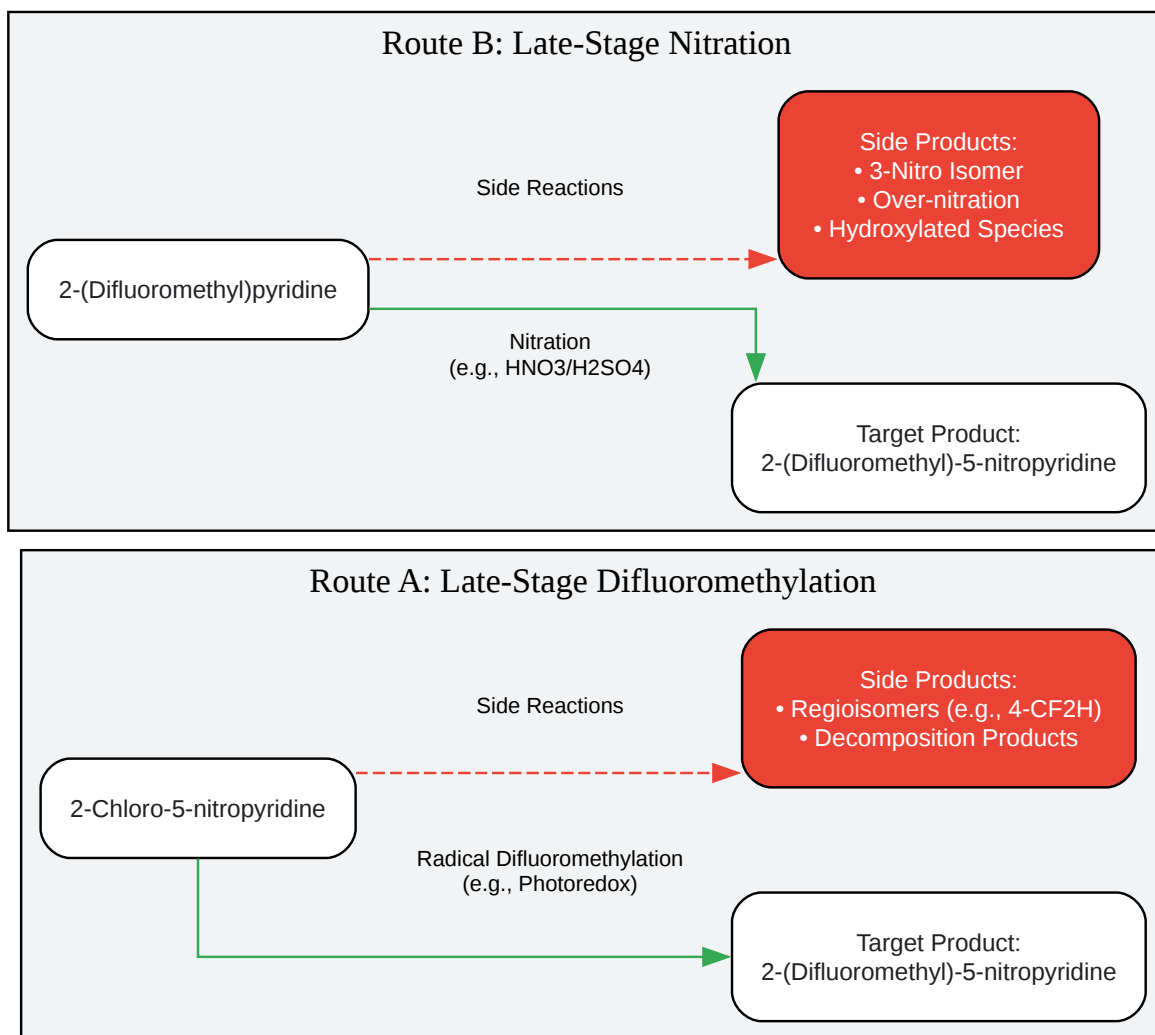 Route B: Late-Stage Nitration
Side Products:
• 3-Nitro Isomer
• Over-nitration
• Hydroxylated Species
Side Reactions
2-(Difluoromethyl)pyridine
Nitration
(e.g., HNO3/H2SO4)
Target Product:
2-(Difluoromethyl)-5-nitropyridine
Route A: Late-Stage Difluoromethylation
Side Products:
• Regioisomers (e.g., 4-CF2H)
• Decomposition Products
Side Reactions
2-Chloro-5-nitropyridine
Radical Difluoromethylation
(e.g., Photoredox)
Target Product:
2-(Difluoromethyl)-5-nitropyridine